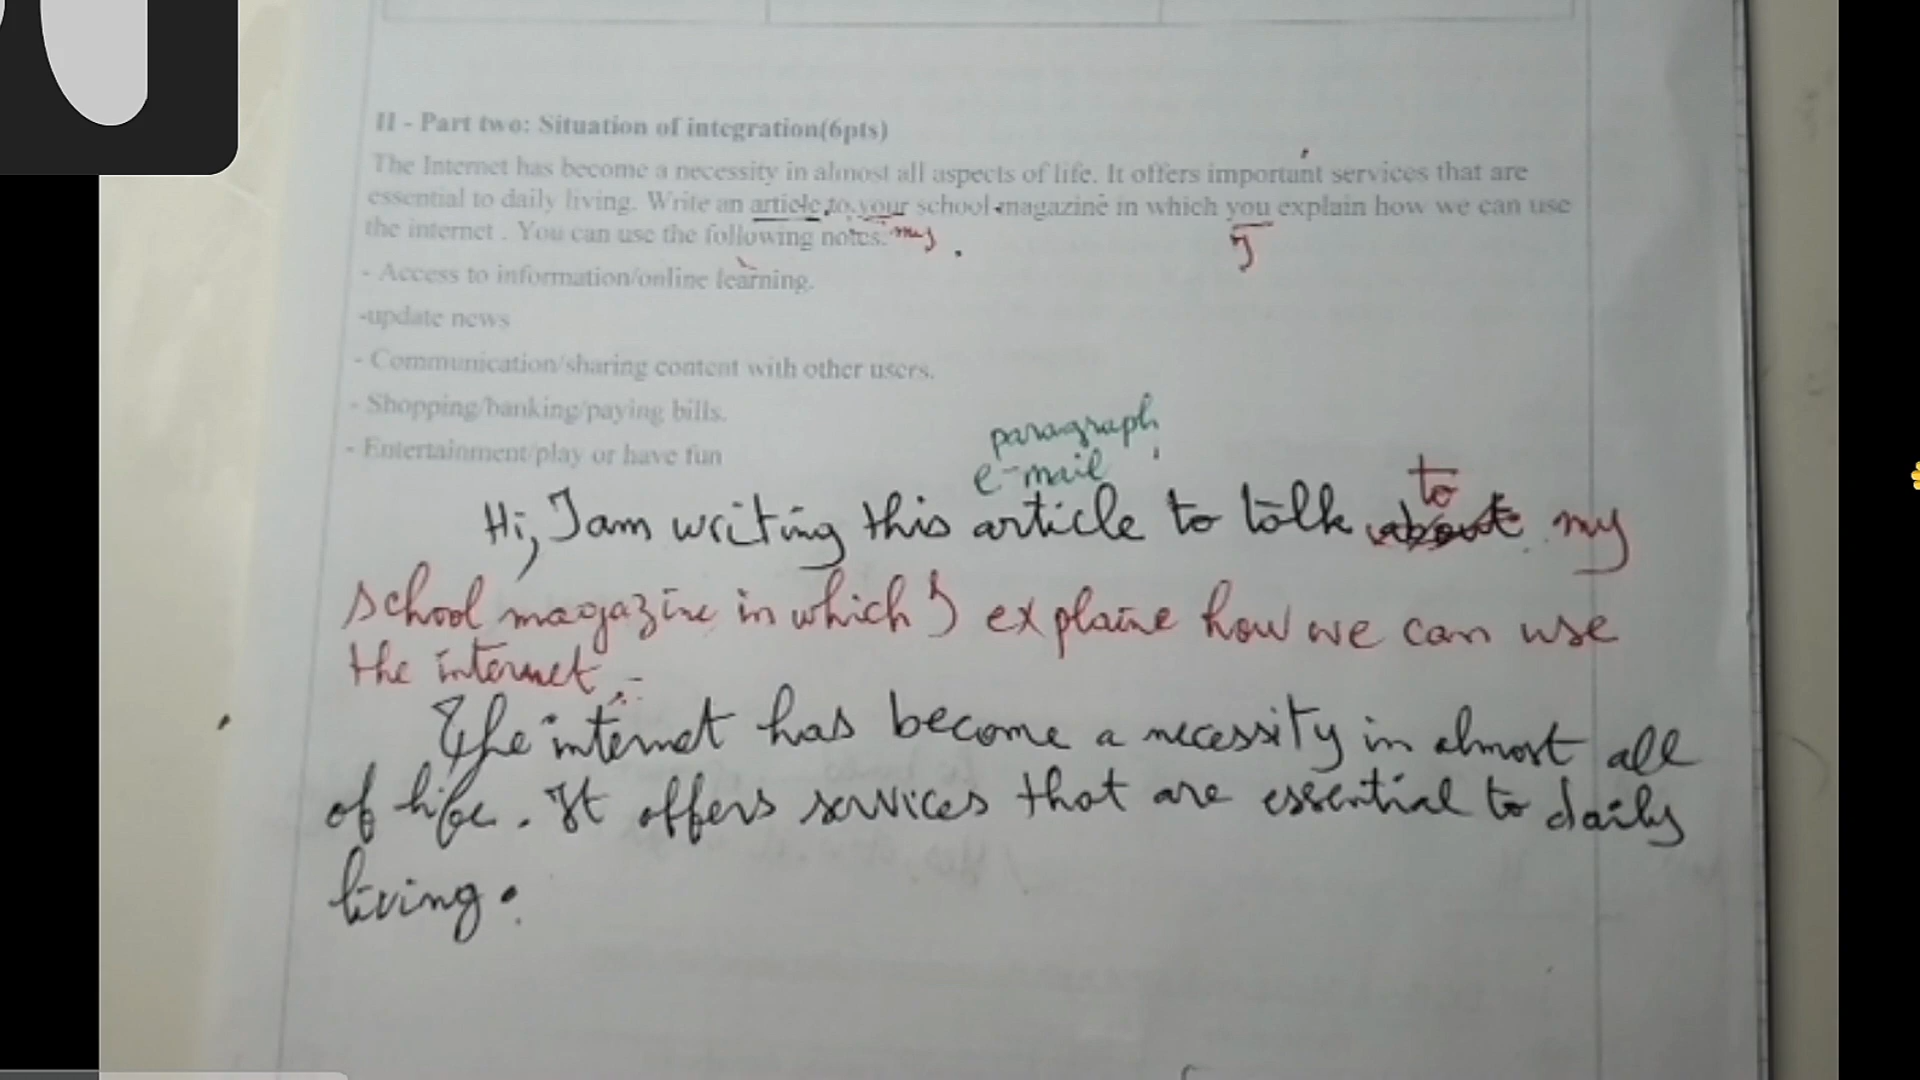 II - Part two: Situation of integration(6pts)
The Internet has become a necessity in almost all aspects of life. It offers important services that are
essential to daily living. Write an article to your school magazine in which you explain how we can use
the internet . You can use the following notes. my I
- Access to information/online learning.
-update news
- Communication/sharing content with other users.
- Shopping/banking/paying bills.
- Entertainment/play or have fun
paragraph
e-mail
to
Hi, I am writing this article to talk about my
school magazine in which I explaine how we can use
the internet.
The internet has become a necessity in almost all
of life. It offers services that are essential to daily
living.